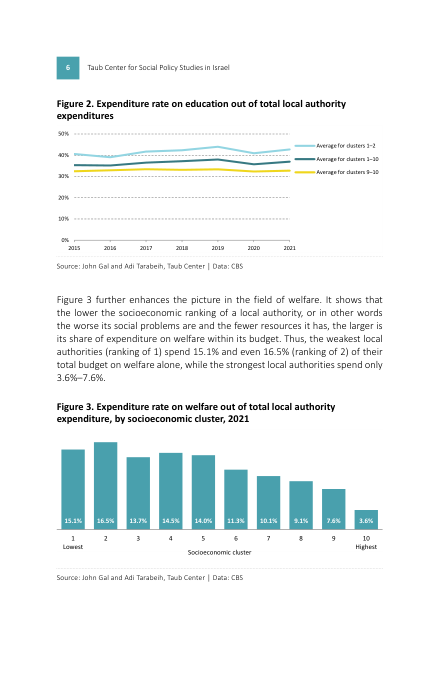 6
Taub Center for Social Policy Studies in Israel
Figure 2. Expenditure rate on education out of total local authority
expenditures
50%
40%
30%
20%
10%
0%
2015 2016 2017 2018 2019 2020 2021
Average for clusters 1–2
Average for clusters 1–10
Average for clusters 9–10
Source: John Gal and Adi Tarabeih, Taub Center | Data: CBS
Figure 3 further enhances the picture in the field of welfare. It shows that
the lower the socioeconomic ranking of a local authority, or in other words
the worse its social problems are and the fewer resources it has, the larger is
its share of expenditure on welfare within its budget. Thus, the weakest local
authorities (ranking of 1) spend 15.1% and even 16.5% (ranking of 2) of their
total budget on welfare alone, while the strongest local authorities spend only
3.6%–7.6%.
Figure 3. Expenditure rate on welfare out of total local authority
expenditure, by socioeconomic cluster, 2021
15.1% 16.5% 13.7% 14.5% 14.0% 11.3% 10.1% 9.1% 7.6% 3.6%
1 2 3 4 5 6 7 8 9 10
Lowest Highest
Socioeconomic cluster
Source: John Gal and Adi Tarabeih, Taub Center | Data: CBS